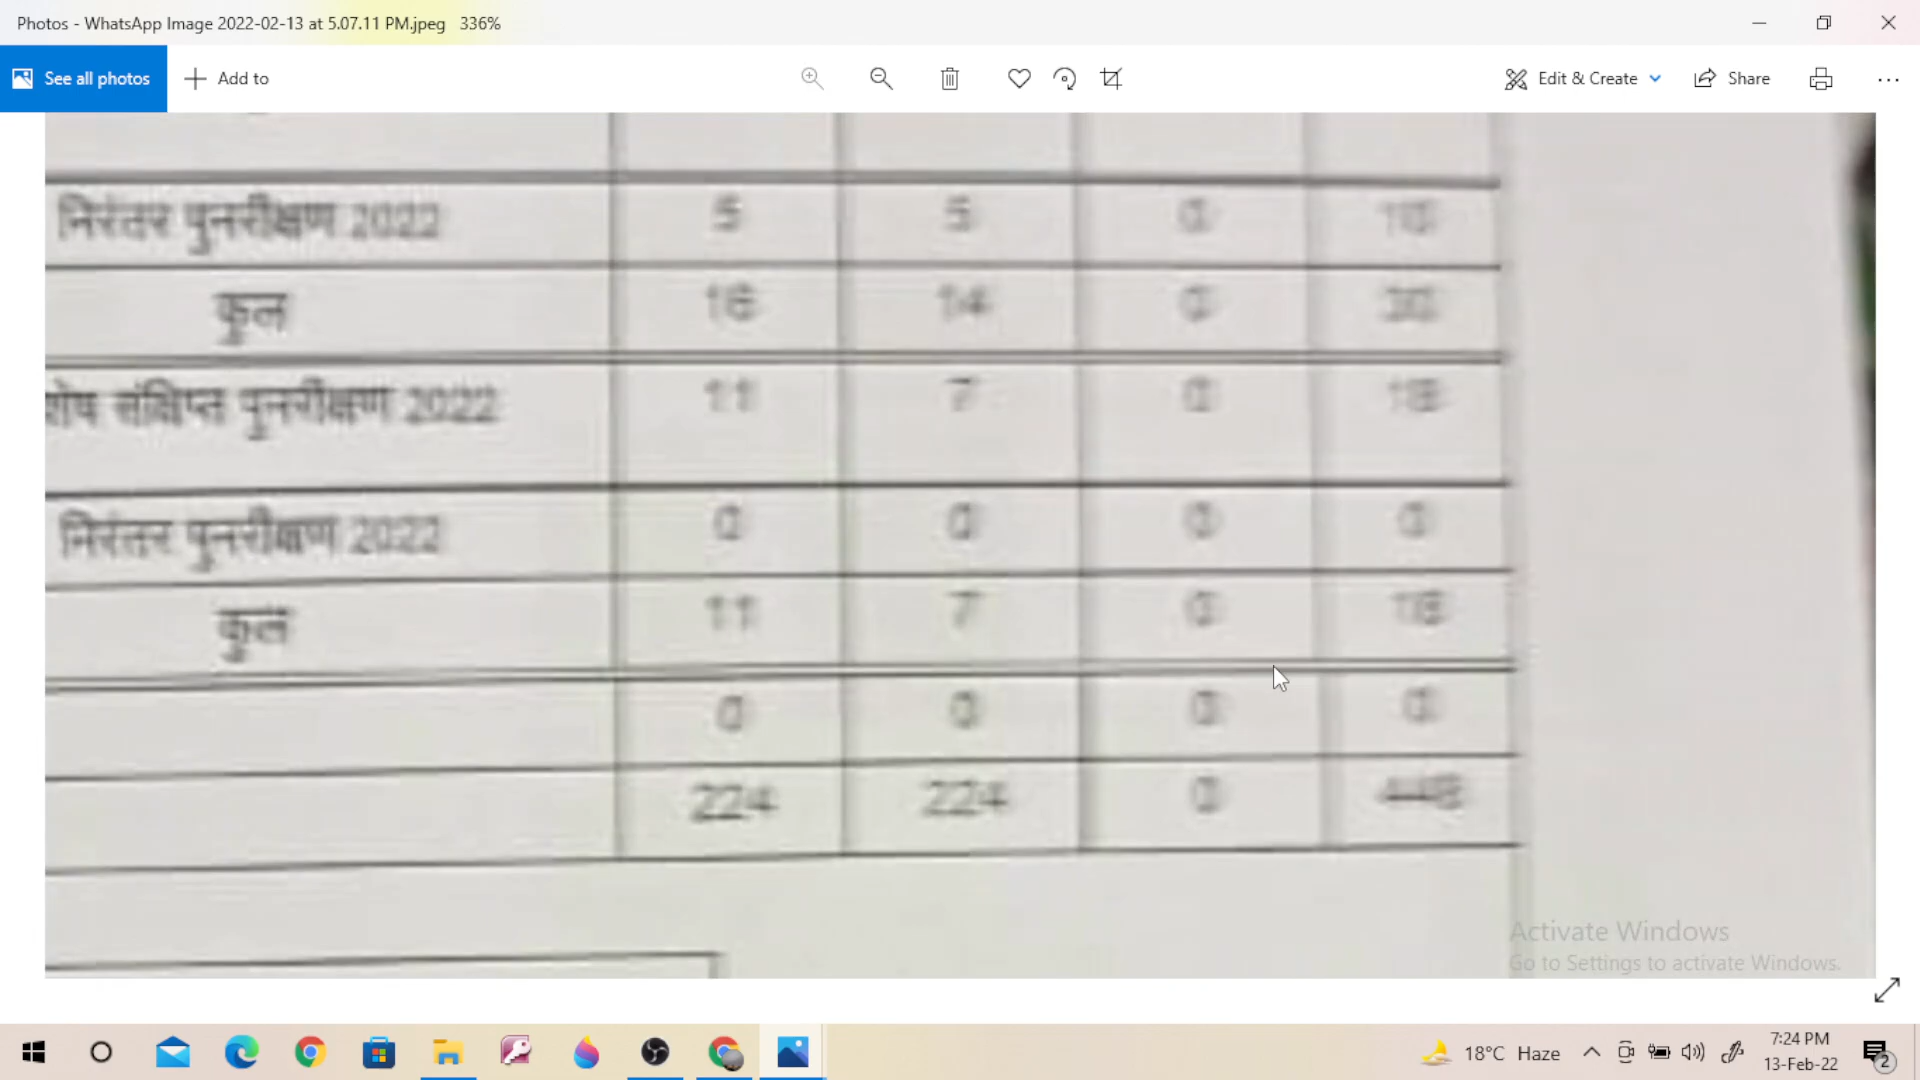 Photos - WhatsApp Image 2022-02-13 at 5.07.11 PM.jpeg 336%
See all photos
Add to
Edit & Create
Share
निरंतर पुनरीक्षण 2022 5 5 0 10
कुल 16 14 0 30
शेष संक्षिप्त पुनरीक्षण 2022 11 7 0 18
निरंतर पुनरीक्षण 2022 0 0 0 0
कुल 11 7 0 18
0 0 0 0
224 224 0 448
Activate Windows
Go to Settings to activate Windows.
18°C Haze
7:24 PM
13-Feb-22
2